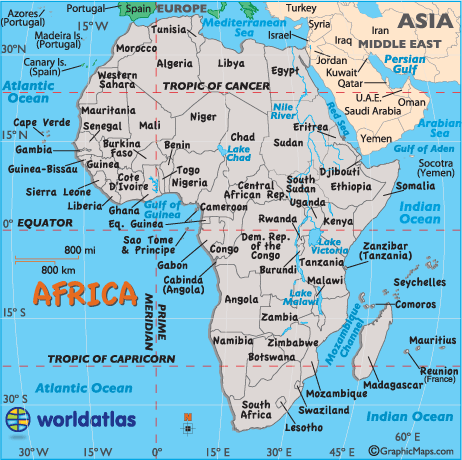 Azores
(Portugal)
Portugal
Spain
EUROPE
Turkey
ASIA
15°W
Mediterranean
Sea
Syria
Madeira Is.
(Portugal)
Tunisia
Israel
Iraq
Iran
MIDDLE EAST
30°N
Morocco
Jordan
Kuwait
Persian
Gulf
Canary Is.
(Spain)
Algeria
Libya
Egypt
Qatar
Western
Sahara
TROPIC OF CANCER
U.A.E.
Oman
Atlantic
Ocean
Saudi Arabia
Nile
River
Red Sea
Mauritania
Niger
Cape Verde
Senegal
Mali
Eritrea
Arabian
Sea
15°N
Chad
Sudan
Yemen
Gambia
Burkina
Faso
Benin
Lake
Chad
Gulf of Aden
Guinea-Bissau
Guinea
Togo
Djibouti
Socotra
(Yemen)
Cote
D'Ivoire
Nigeria
Central
African Rep.
South
Sudan
Ethiopia
Somalia
Sierra Leone
Liberia
Ghana
Gulf of
Guinea
Cameroon
Uganda
Indian
Ocean
EQUATOR
Eq. Guinea
Rwanda
Kenya
0°
Sao Tòme
& Principe
Congo
Dem. Rep.
of the
Congo
Lake
Victoria
Zanzibar
(Tanzania)
800 mi
800 km
Gabon
Burundi
Tanzania
Cabinda
(Angola)
Malawi
Seychelles
AFRICA
PRIME
MERIDIAN
Angola
Lake
Malawi
Comoros
15°S
Zambia
Mozambique
Channel
Mauritius
Namibia
Zimbabwe
TROPIC OF CAPRICORN
Botswana
Reunion
(France)
Madagascar
Atlantic Ocean
Mozambique
South
Africa
Swaziland
30°S
worldatlas
Lesotho
Indian Ocean
30°W
15°W
0°
15°E
30°E
45°E
60°E
©GraphicMaps.com